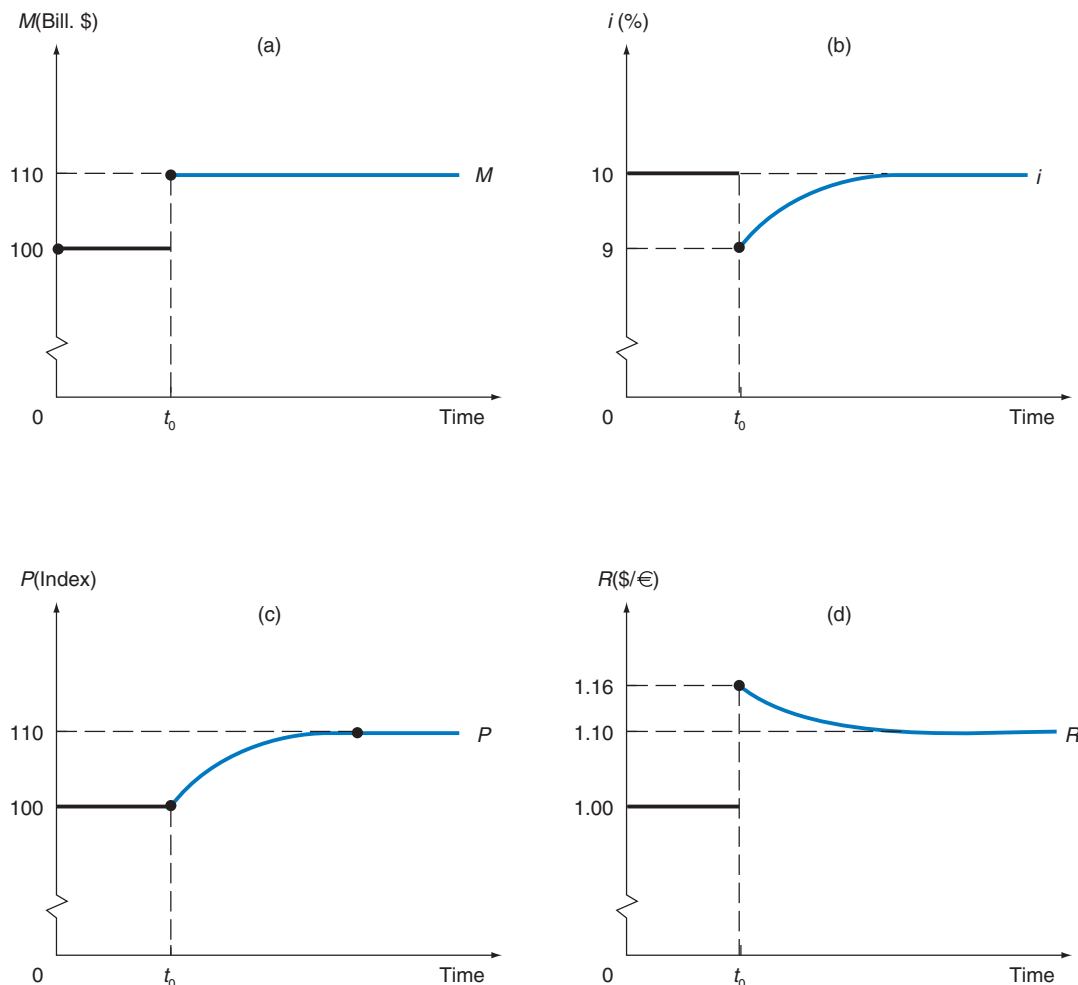 M(Bill. $)
(a)
110
M
100
0
t0
Time
i (%)
(b)
10
i
9
0
t0
Time
P(Index)
(c)
110
P
100
0
t0
Time
R($/€)
(d)
1.16
1.10
R
1.00
0
t0
Time